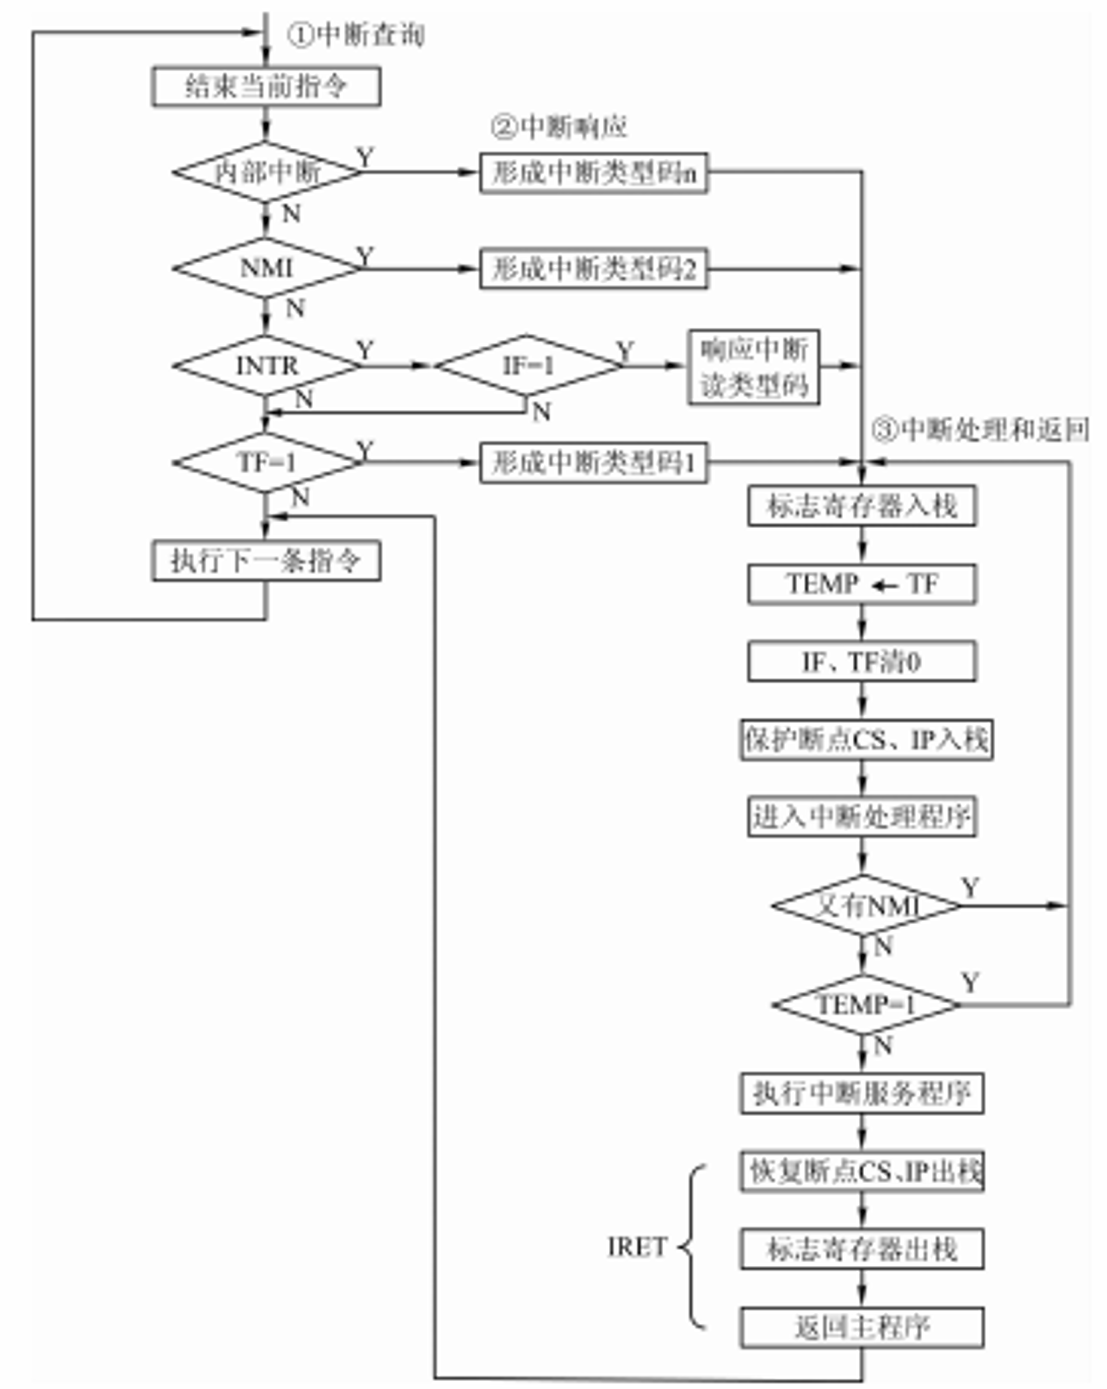 ①中断查询
结束当前指令
②中断响应
内部中断
Y
形成中断类型码n
N
NMI
Y
形成中断类型码2
N
INTR
Y
IF=1
Y
响应中断
读类型码
N
N
③中断处理和返回
TF=1
Y
形成中断类型码1
N
标志寄存器入栈
执行下一条指令
TEMP ← TF
IF、TF清0
保护断点CS、IP入栈
进入中断处理程序
又有NMI
Y
N
TEMP=1
Y
N
执行中断服务程序
恢复断点CS、IP出栈
IRET
标志寄存器出栈
返回主程序